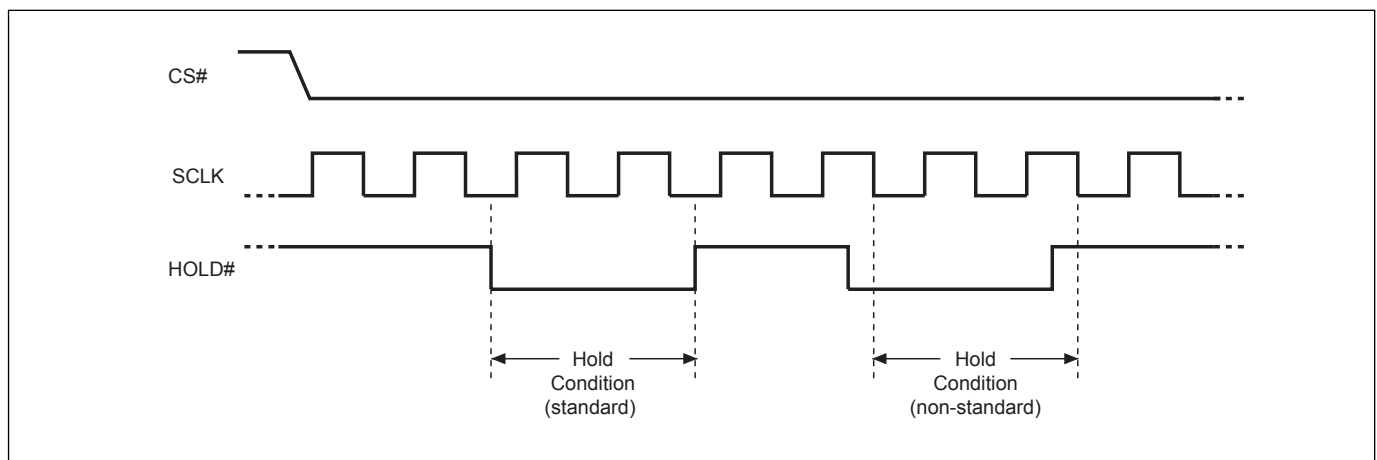 CS#
SCLK
HOLD#
Hold
Condition
(standard)
Hold
Condition
(non-standard)